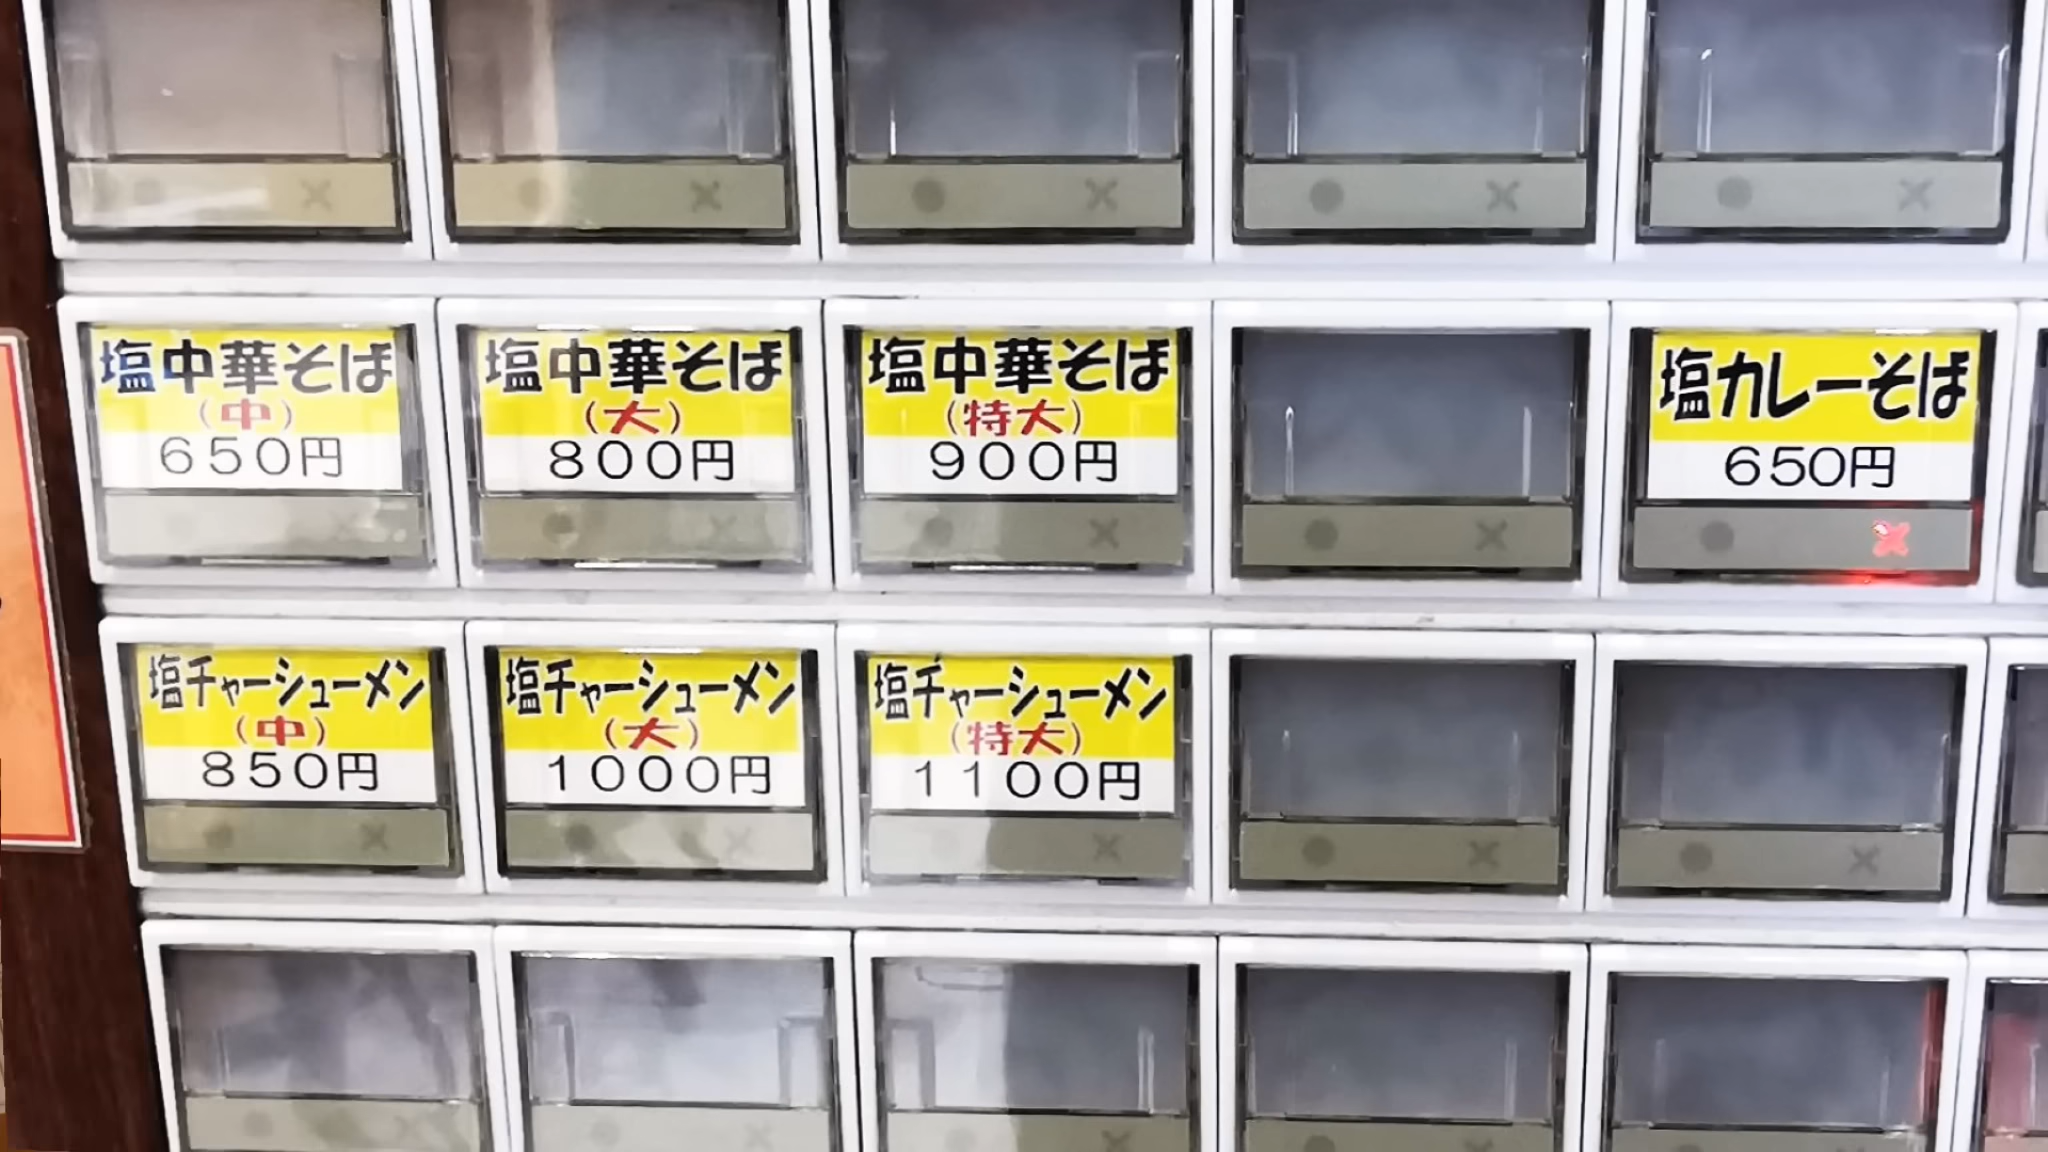 塩中華そば
(中)
650円
塩中華そば
(大)
800円
塩中華そば
(特大)
900円
塩カレーそば
650円
塩チャーシューメン
(中)
850円
塩チャーシューメン
(大)
1000円
塩チャーシューメン
(特大)
1100円